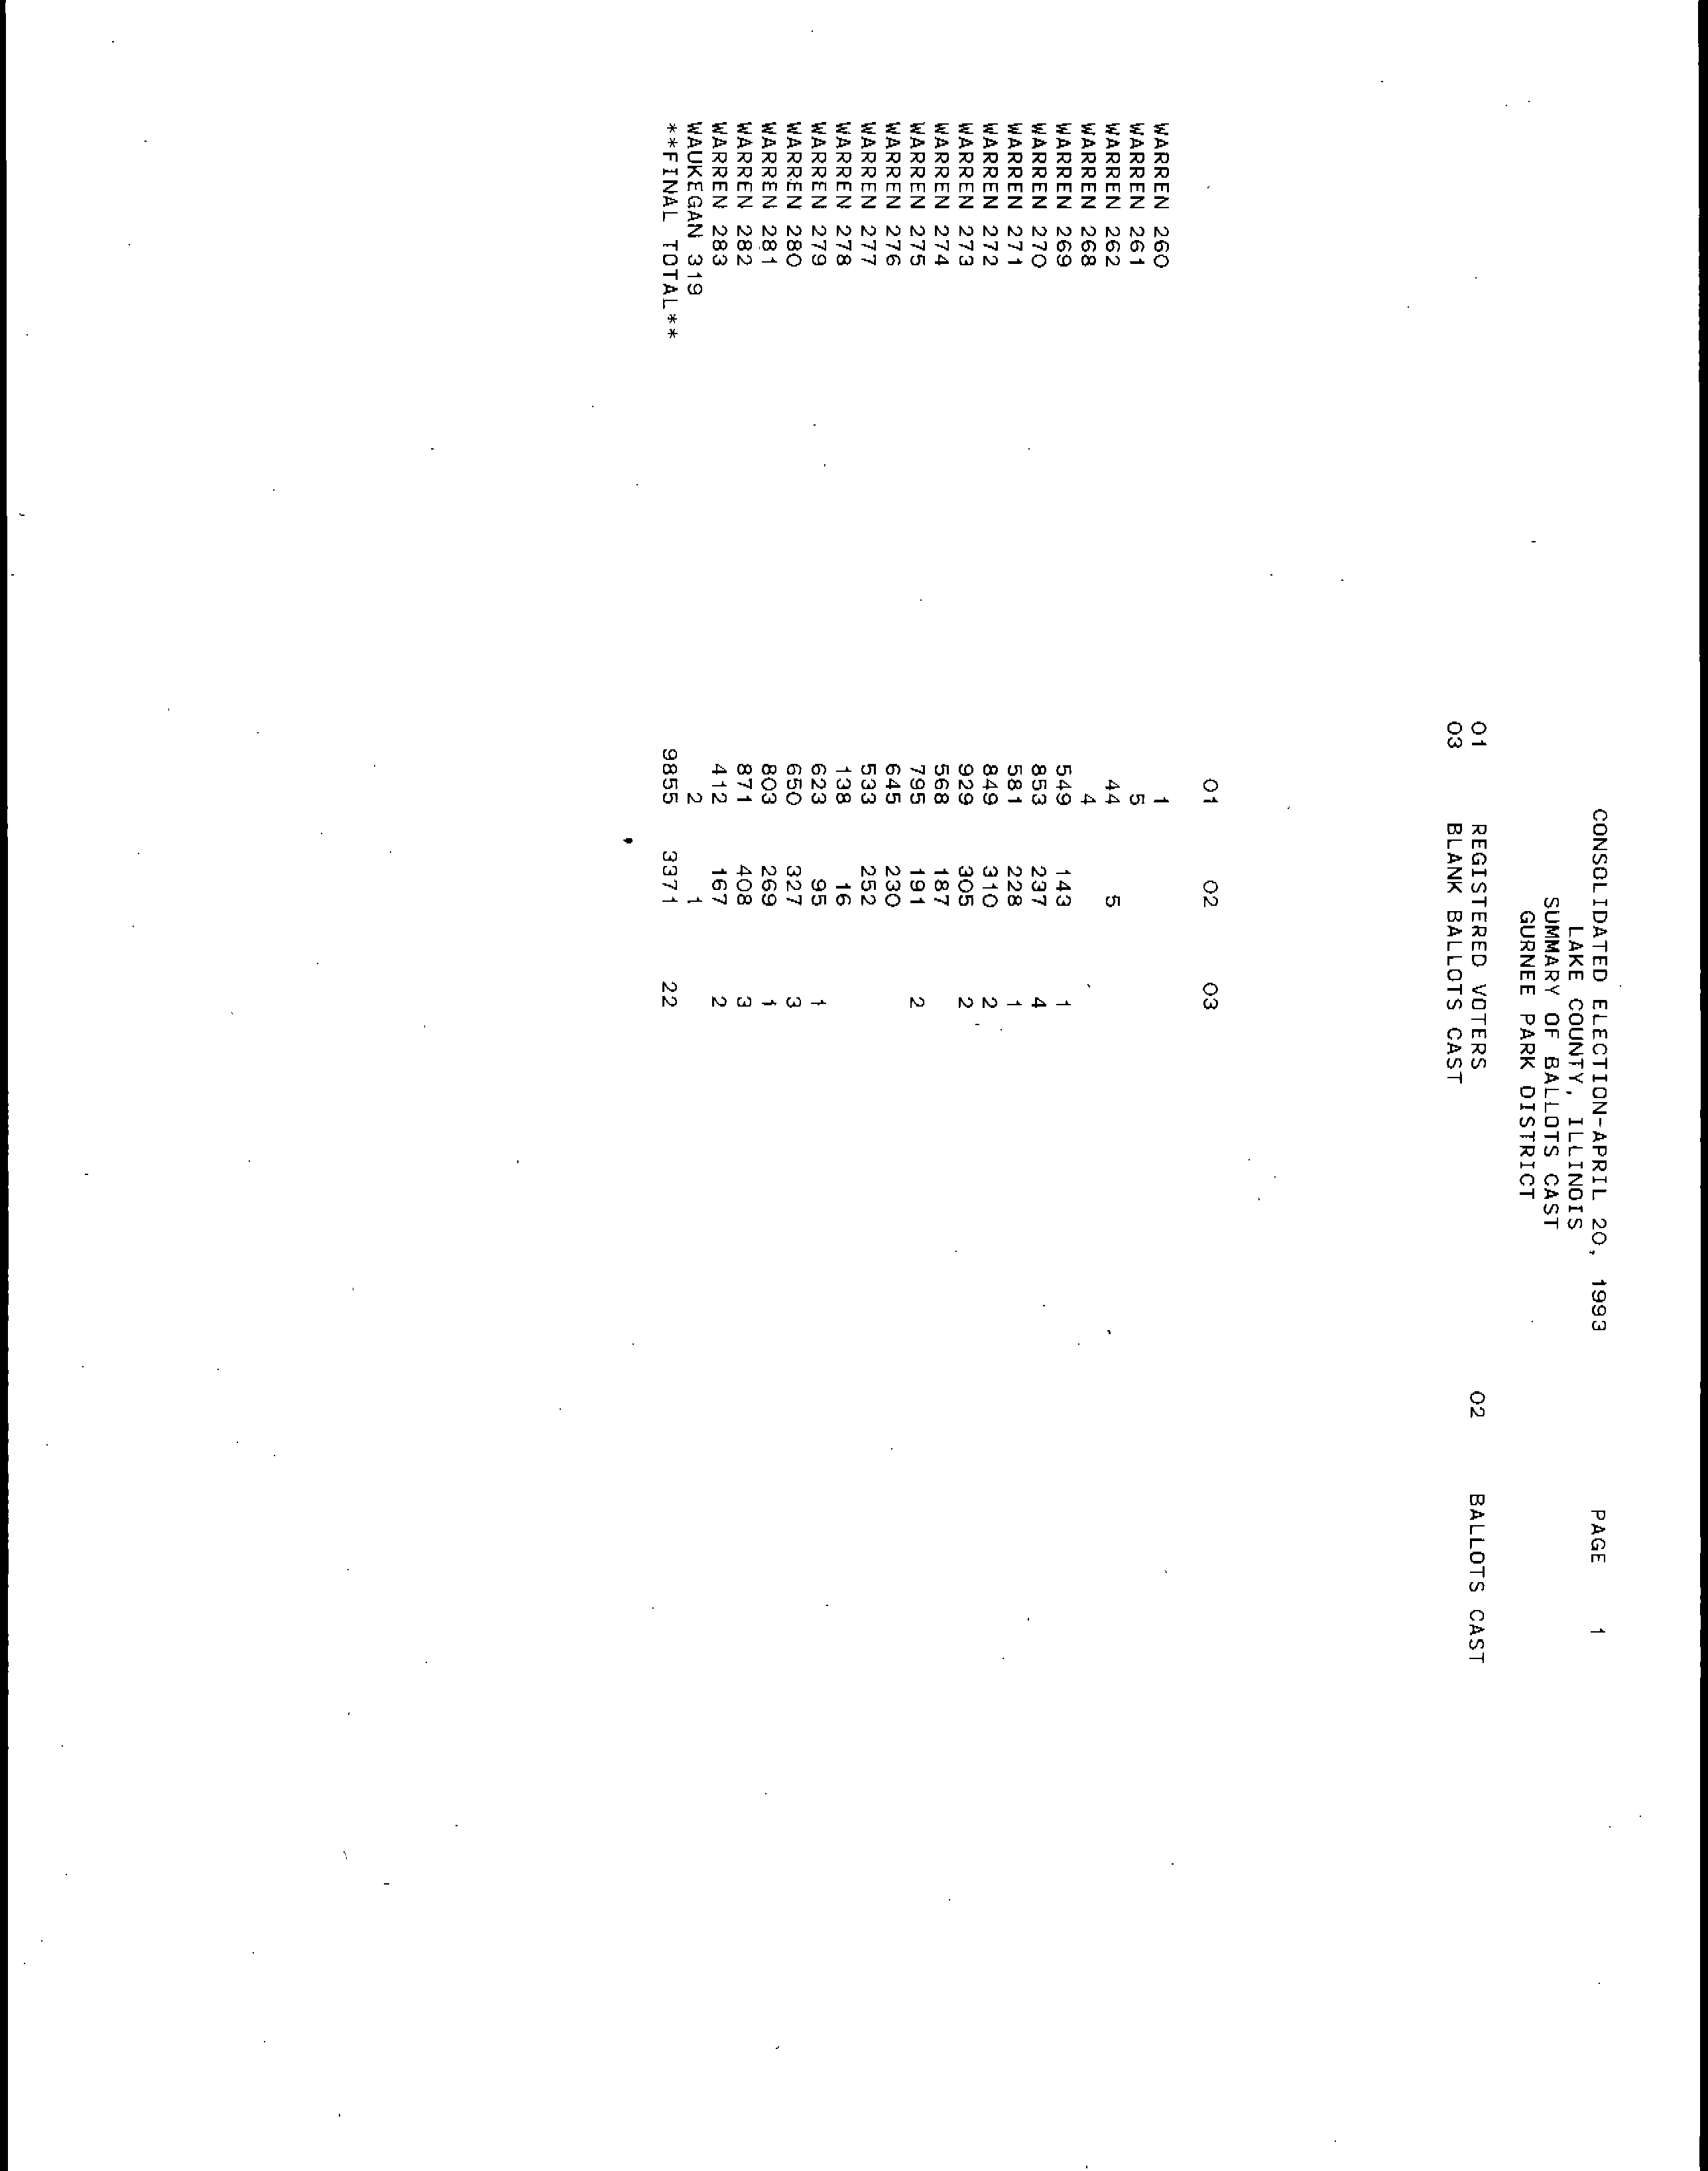 CONSOLIDATED ELECTION-APRIL 20, 1993 PAGE 1
LAKE COUNTY, ILLINOIS
SUMMARY OF BALLOTS CAST
GURNEE PARK DISTRICT
01 REGISTERED VOTERS 02 BALLOTS CAST
03 BLANK BALLOTS CAST
01 02 03
WARREN 260 1
WARREN 261 5
WARREN 262 44 5
WARREN 268 4
WARREN 269 549 143 1
WARREN 270 853 237 4
WARREN 271 581 228 1
WARREN 272 849 310 2
WARREN 273 929 305 2
WARREN 274 568 187
WARREN 275 795 191 2
WARREN 276 645 230
WARREN 277 533 252
WARREN 278 138 16
WARREN 279 623 95 1
WARREN 280 650 327 3
WARREN 281 803 269 1
WARREN 282 871 408 3
WARREN 283 412 167 2
WAUKEGAN 319 2 1
**FINAL TOTAL** 9855 3371 22